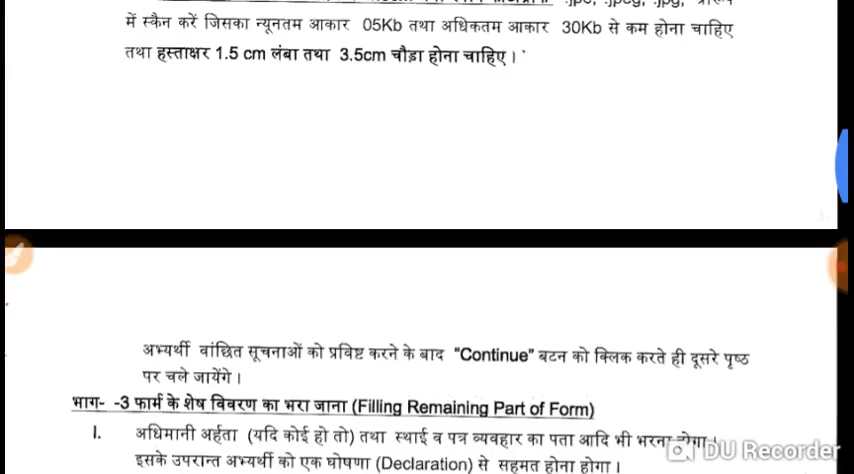 में स्कैन करें जिसका न्यूनतम आकार 05Kb तथा अधिकतम आकार 30Kb से कम होना चाहिए
तथा हस्ताक्षर 1.5 cm लंबा तथा 3.5cm चौड़ा होना चाहिए।
अभ्यर्थी वांछित सूचनाओं को प्रविष्ट करने के बाद "Continue" बटन को क्लिक करते ही दूसरे पृष्ठ
पर चले जायेंगे।
भाग- -3 फार्म के शेष विवरण का भरा जाना (Filling Remaining Part of Form)
I. अधिमानी अर्हता (यदि कोई हो तो) तथा स्थाई व पत्र व्यवहार का पता आदि भी भरना होगा।
DU Recorder
इसके उपरान्त अभ्यर्थी को एक घोषणा (Declaration) से सहमत होना होगा।